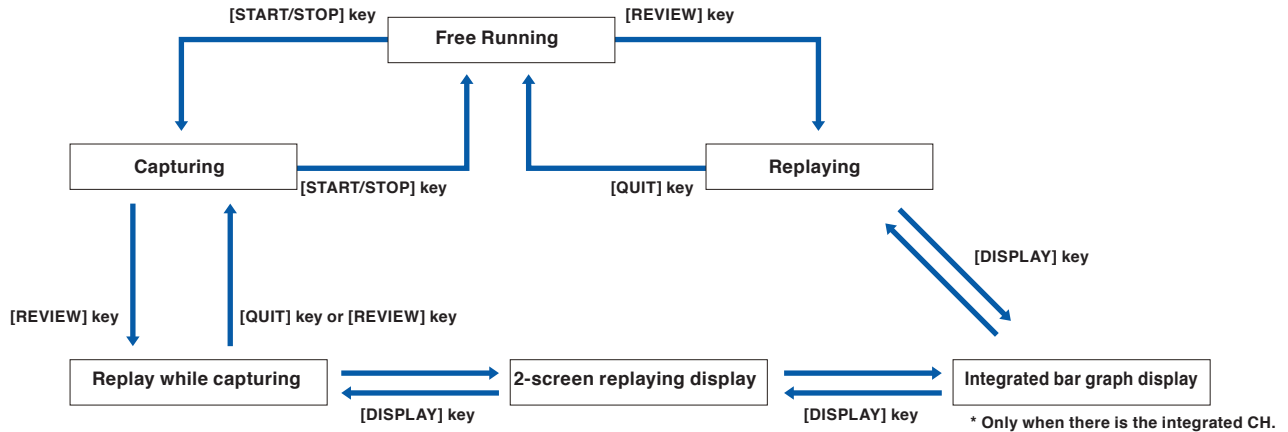 [START/STOP] key
Free Running
[REVIEW] key
Capturing
Replaying
[START/STOP] key
[QUIT] key
[DISPLAY] key
[REVIEW] key
[QUIT] key or [REVIEW] key
Replay while capturing
2-screen replaying display
Integrated bar graph display
[DISPLAY] key
[DISPLAY] key
* Only when there is the integrated CH.